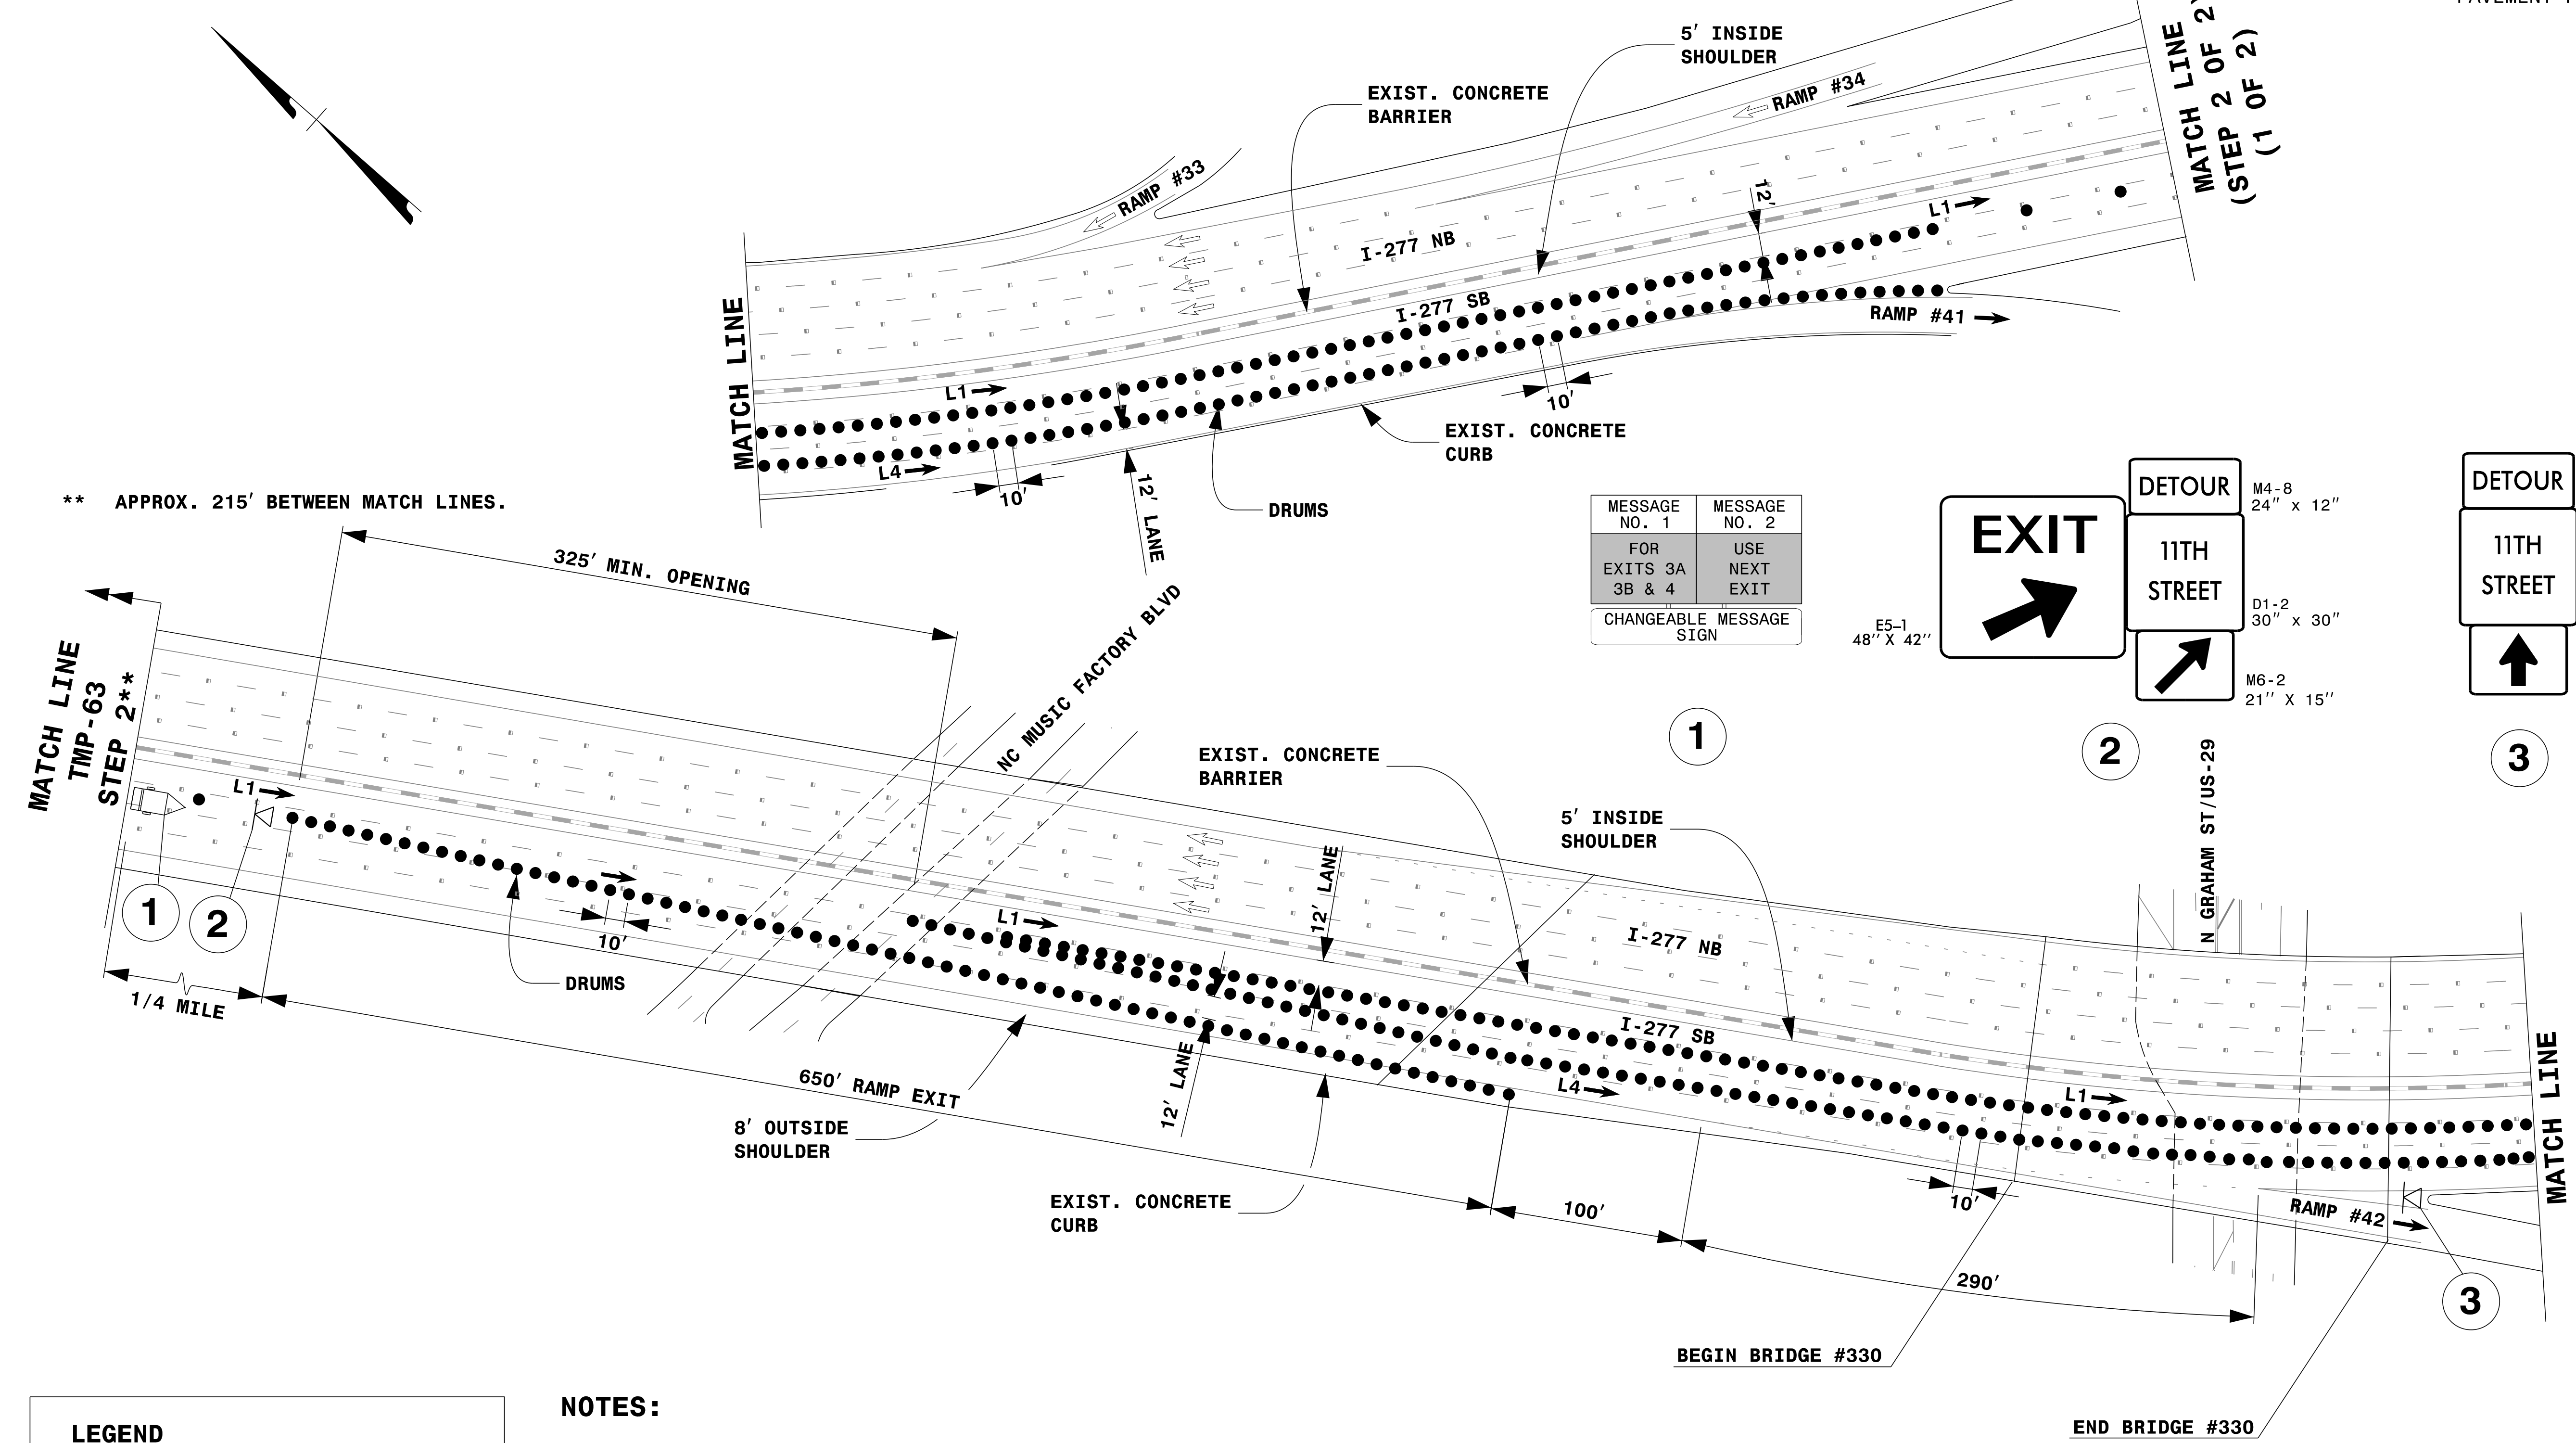 5' INSIDE
SHOULDER
EXIST. CONCRETE
BARRIER
RAMP #34
MATCH LINE
(STEP 2 OF 2)
(1 OF 2)
RAMP #33
12'
L1
I-277 NB
I-277 SB
MATCH LINE
L1
L4
10'
12' LANE
DRUMS
EXIST. CONCRETE
CURB
10'
RAMP #41
** APPROX. 215' BETWEEN MATCH LINES.
325' MIN. OPENING
NC MUSIC FACTORY BLVD
MESSAGE
NO. 1
MESSAGE
NO. 2
FOR
EXITS 3A
3B & 4
USE
NEXT
EXIT
CHANGEABLE MESSAGE
SIGN
1
E5-1
48" X 42"
EXIT
DETOUR
M4-8
24" x 12"
11TH
STREET
D1-2
30" x 30"
M6-2
21" X 15"
2
DETOUR
11TH
STREET
3
MATCH LINE
TMP-63
STEP 2**
L1
1
2
10'
DRUMS
1/4 MILE
650' RAMP EXIT
8' OUTSIDE
SHOULDER
L1
12' LANE
12' LANE
EXIST. CONCRETE
BARRIER
5' INSIDE
SHOULDER
I-277 NB
I-277 SB
L4
N GRAHAM ST/US-29
L1
EXIST. CONCRETE
CURB
100'
10'
290'
RAMP #42
MATCH LINE
3
BEGIN BRIDGE #330
END BRIDGE #330
LEGEND
NOTES: